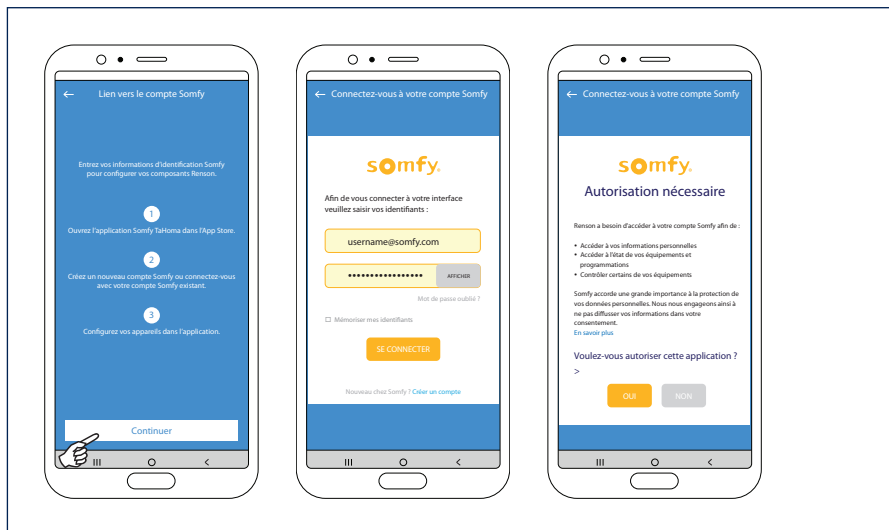 Lien vers le compte Somfy
Entrez vos informations d'identification Somfy
pour configurer vos composants Renson.
1
Ouvrez l'application Somfy TaHoma dans l'App Store.
2
Créez un nouveau compte Somfy ou connectez-vous
avec votre compte Somfy existant.
3
Configurez vos appareils dans l'application.
Continuer
Connectez-vous à votre compte Somfy
somfy.
Afin de vous connecter à votre interface
veuillez saisir vos identifiants :
username@somfy.com
AFFICHER
Mot de passe oublié ?
Mémoriser mes identifiants
SE CONNECTER
Nouveau chez Somfy ? Créer un compte
Connectez-vous à votre compte Somfy
somfy.
Autorisation nécessaire
Renson a besoin d'accéder à votre compte Somfy afin de :
• Accéder à vos informations personnelles
• Accéder à l'état de vos équipements et
programmations
• Contrôler certains de vos équipements
Somfy accorde une grande importance à la protection de
vos données personelles. Nous nous engageons ainsi à
ne pas diffuser vos informations dans votre
consentement.
En savoir plus
Voulez-vous autoriser cette application ?
>
OUI
NON